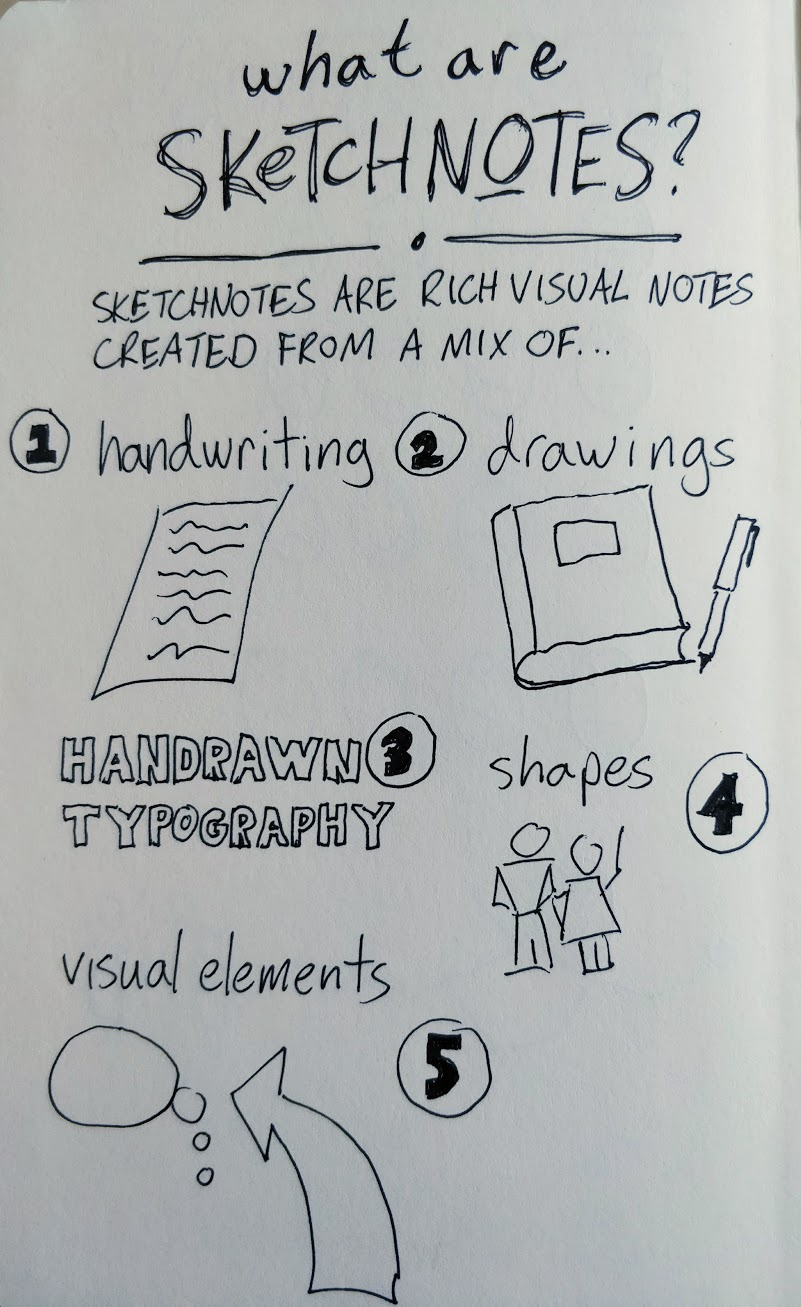 what are
SKeTCHNOTES?
SKETCHNOTES ARE RICH VISUAL NOTES
CREATED FROM A MIX OF...
1 handwriting
2 drawings
HANDRAWN 3
TYPOGRAPHY
shapes 4
visual elements
5